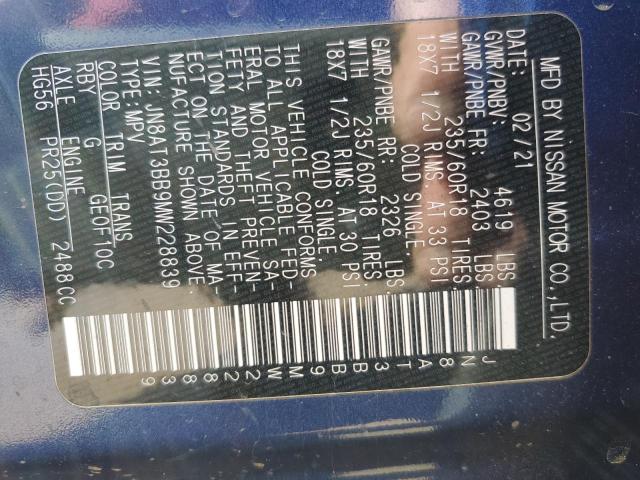 MFD BY NISSAN MOTOR CO.,LTD.
02 /21
GVWR/PNBV: 4619 LBS.
GAWR/PNBE FR: 2403 LBS.
WITH 235/60R18 TIRES,
18X7 1/2J RIMS. AT 33 PSI
COLD SINGLE
GAWR/PNBE RR: 2326 LBS.
WITH 235/60R18 TIRES,
18X7 1/2J RIMS. AT 30 PSI
COLD SINGLE
THIS VEHICLE CONFORMS
TO ALL APPLICABLE FED-
ERAL MOTOR VEHICLE SA-
FETY AND THEFT PREVEN-
TION STANDARDS IN EFF-
ECT ON THE DATE OF MA-
NUFACTURE SHOWN ABOVE.
VIN: JN8AT3BB9MW228839
TYPE: MPV
COLOR TRIM TRANS
RBY G GE0F10C
AXLE ENGINE
HG56 PR25(DD) 2488CC
JN8AT3BB9MW228839